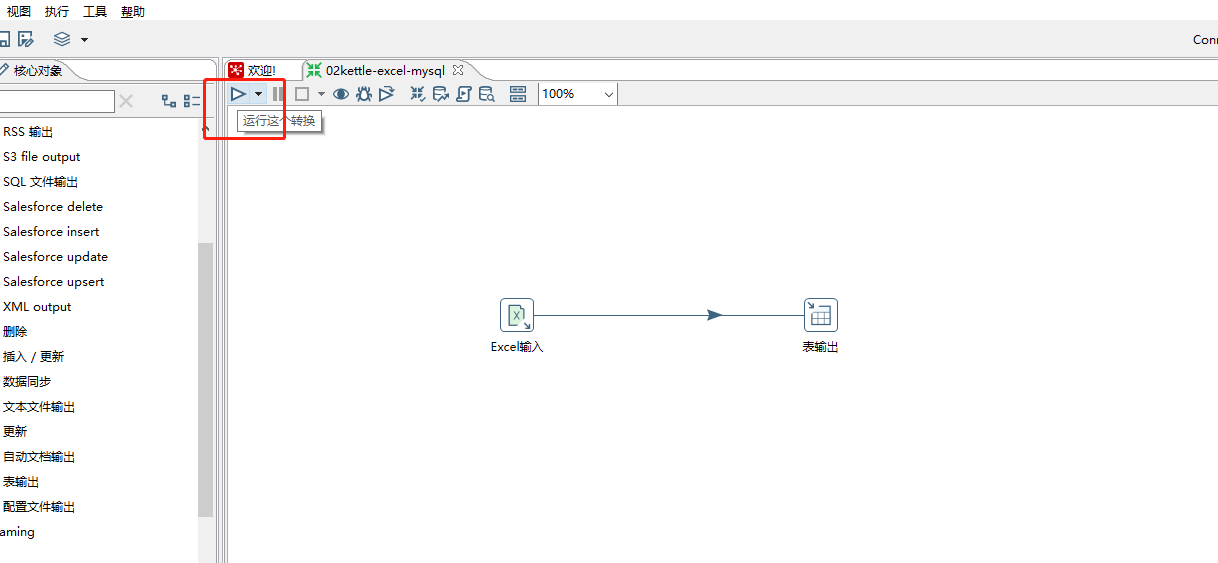 视图 执行 工具 帮助
Conn
核心对象
欢迎!
02kettle-excel-mysql
100%
运行这个转换
RSS 输出
S3 file output
SQL 文件输出
Salesforce delete
Salesforce insert
Salesforce update
Salesforce upsert
XML output
删除
插入 / 更新
数据同步
文本文件输出
更新
自动文档输出
表输出
配置文件输出
aming
Excel输入
表输出